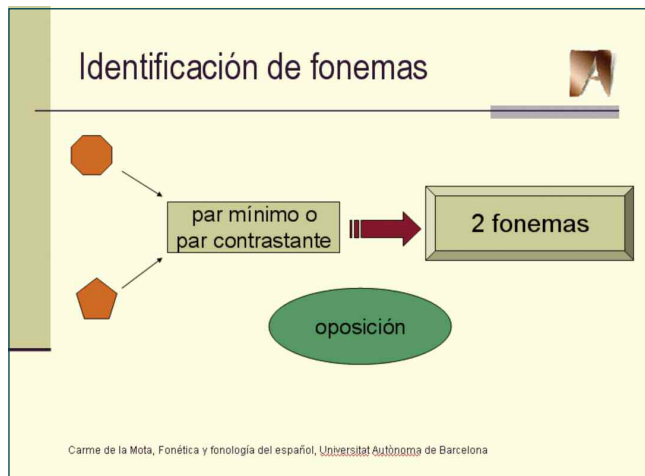 Identificación de fonemas
A
par mínimo o
par contrastante
2 fonemas
oposición
Carme de la Mota, Fonética y fonología del español, Universitat Autònoma de Barcelona